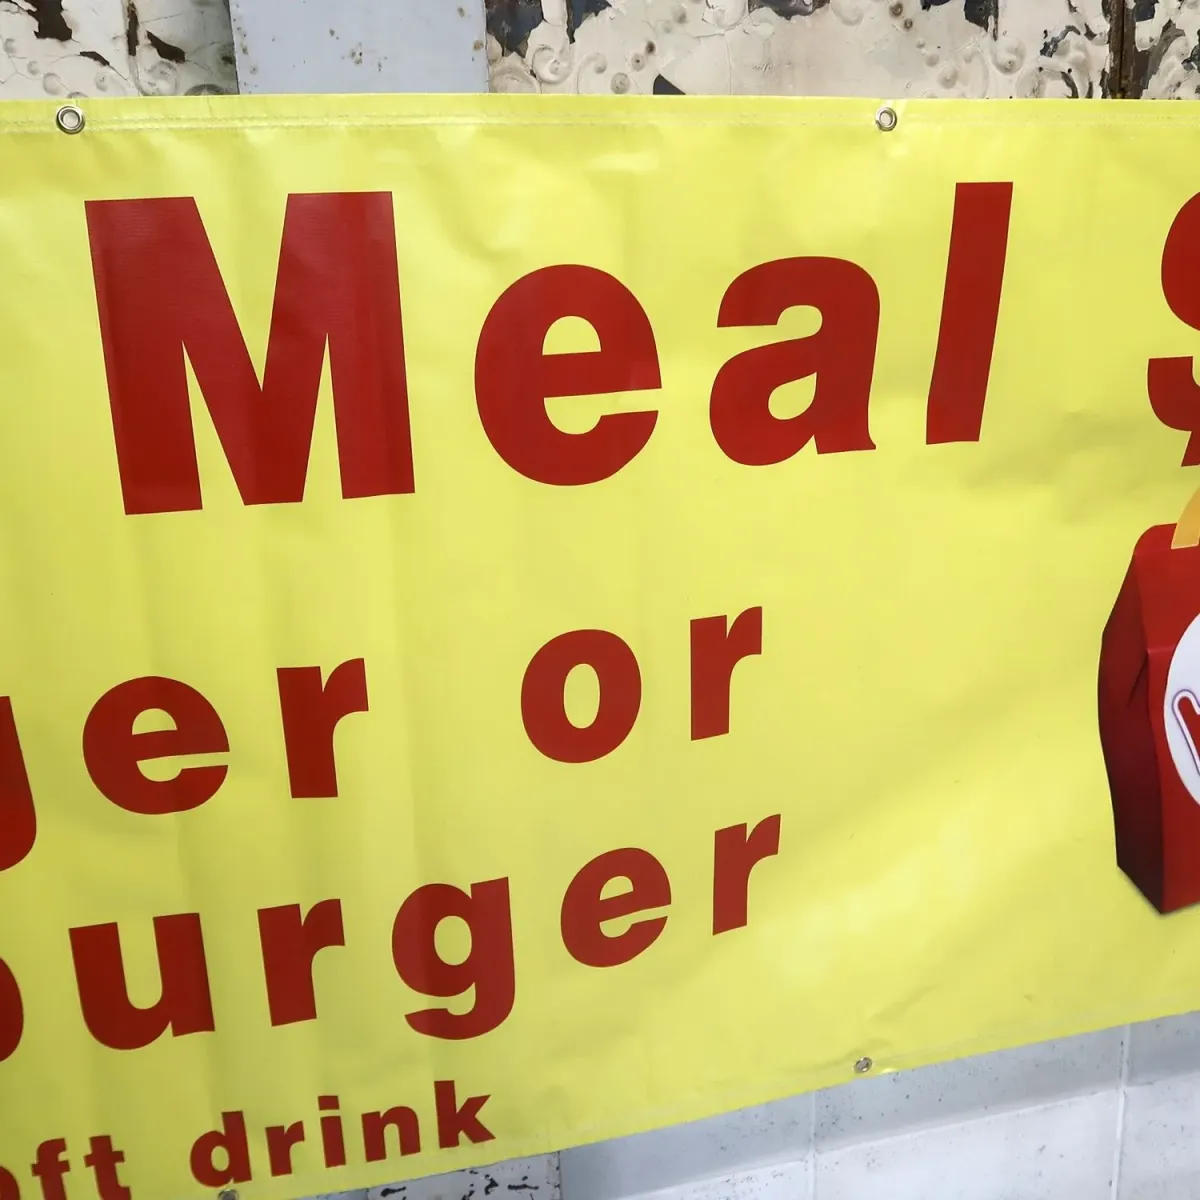 Meal $
ger or
urger
ft drink